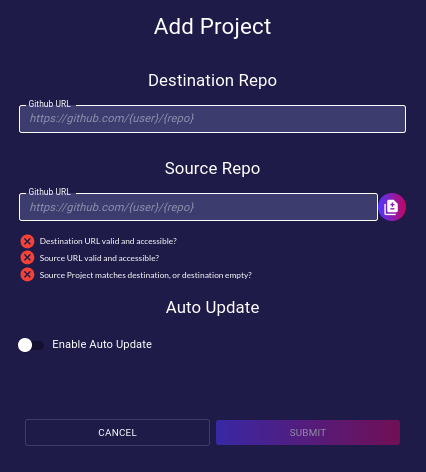 Add Project
Destination Repo
Github URL
https://github.com/{user}/{repo}
Source Repo
Github URL
https://github.com/{user}/{repo}
Destination URL valid and accessible?
Source URL valid and accessible?
Source Project matches destination, or destination empty?
Auto Update
Enable Auto Update
CANCEL SUBMIT